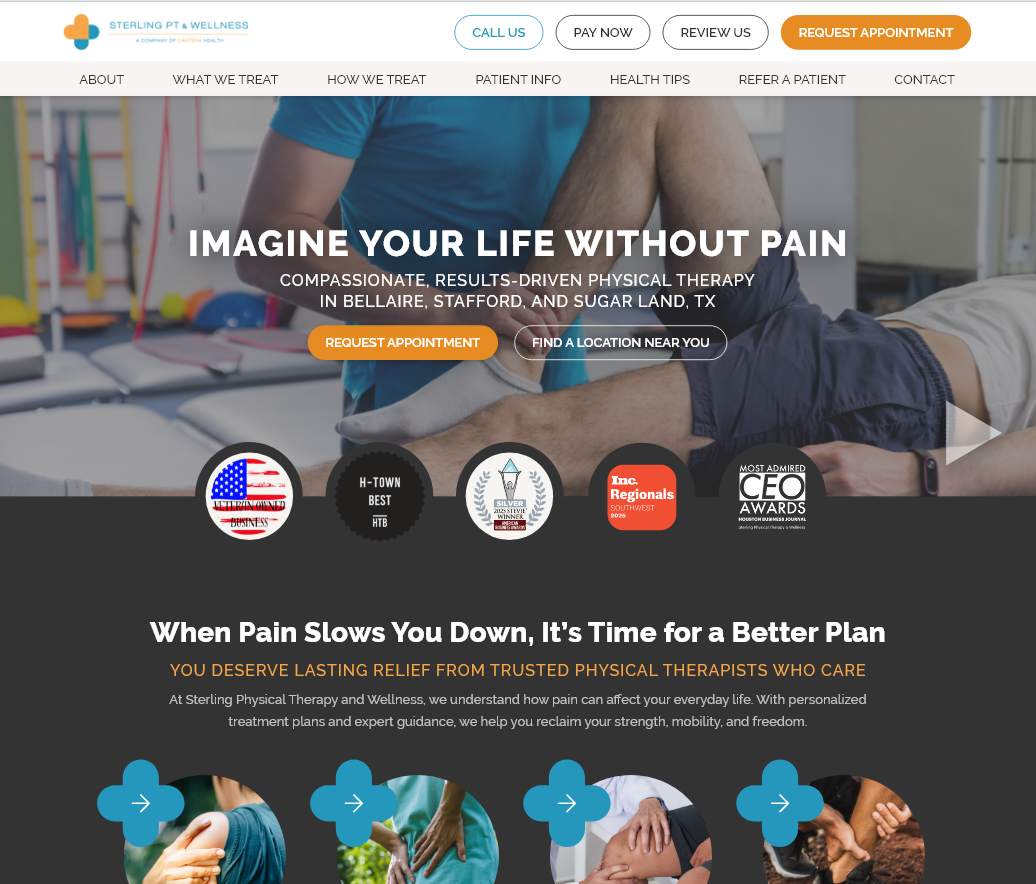 STERLING PT & WELLNESS
A COMPANY OF CANTERA HEALTH
CALL US
PAY NOW
REVIEW US
REQUEST APPOINTMENT
ABOUT
WHAT WE TREAT
HOW WE TREAT
PATIENT INFO
HEALTH TIPS
REFER A PATIENT
CONTACT
IMAGINE YOUR LIFE WITHOUT PAIN
COMPASSIONATE, RESULTS-DRIVEN PHYSICAL THERAPY
IN BELLAIRE, STAFFORD, AND SUGAR LAND, TX
REQUEST APPOINTMENT
FIND A LOCATION NEAR YOU
VETERAN OWNED
BUSINESS
H-TOWN
BEST
HTB
SILVER
2025 STEVIE®
WINNER
AMERICAN
BUSINESS AWARDS
Inc.
Regionals
SOUTHWEST
2025
MOST ADMIRED
CEO
AWARDS
HOUSTON BUSINESS JOURNAL
Sterling Physical Therapy & Wellness
When Pain Slows You Down, It’s Time for a Better Plan
YOU DESERVE LASTING RELIEF FROM TRUSTED PHYSICAL THERAPISTS WHO CARE
At Sterling Physical Therapy and Wellness, we understand how pain can affect your everyday life. With personalized
treatment plans and expert guidance, we help you reclaim your strength, mobility, and freedom.